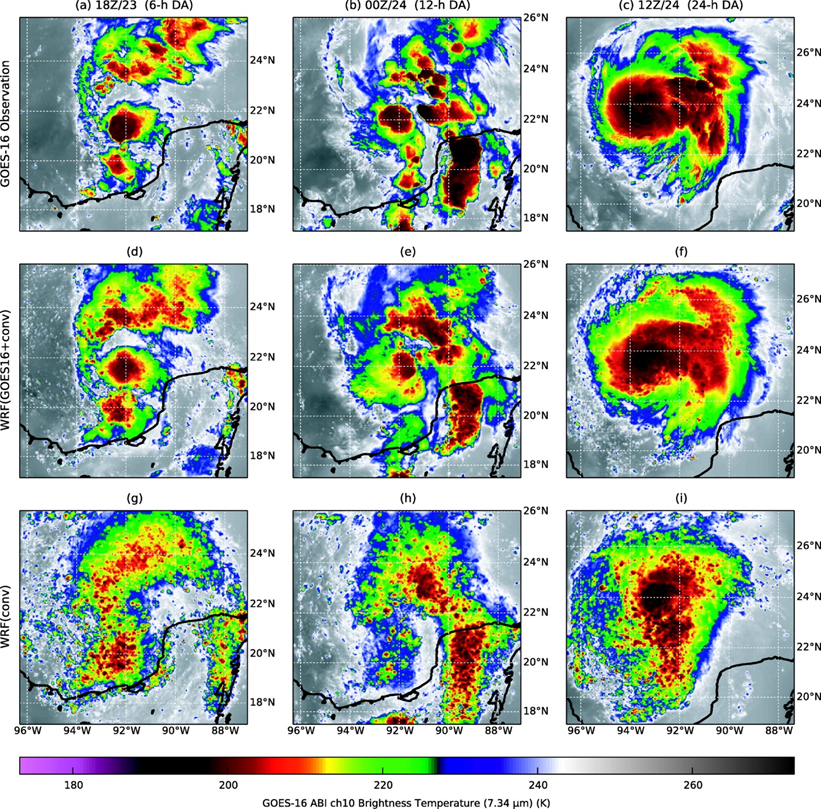 (a) 18Z/23 (6-h DA)
(b) 00Z/24 (12-h DA)
(c) 12Z/24 (24-h DA)
GOES-16 Observation
24°N
22°N
20°N
18°N
26°N
24°N
22°N
20°N
18°N
26°N
24°N
22°N
20°N
(d)
(e)
(f)
WRF(GOES16+conv)
24°N
22°N
20°N
18°N
26°N
24°N
22°N
20°N
18°N
26°N
24°N
22°N
20°N
(g)
(h)
(i)
WRF(conv)
24°N
22°N
20°N
18°N
26°N
24°N
22°N
20°N
18°N
26°N
24°N
22°N
20°N
96°W 94°W 92°W 90°W 88°W
96°W 94°W 92°W 90°W 88°W
96°W 94°W 92°W 90°W 88°W
180 200 220 240 260
GOES-16 ABI ch10 Brightness Temperature (7.34 μm) (K)